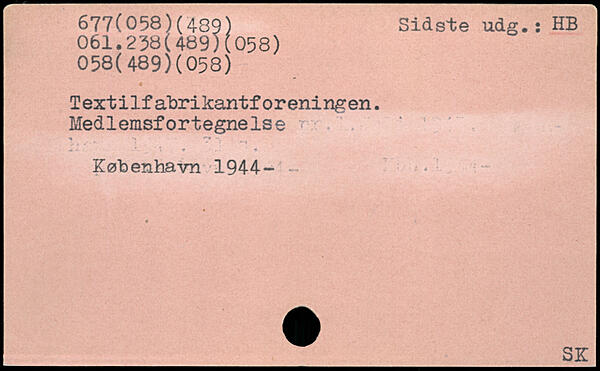 677(058)(489)
Sidste udg.: HB
061.238(489)(058)
058(489)(058)
Textilfabrikantforeningen.
Medlemsfortegnelse
København 1944-
SK